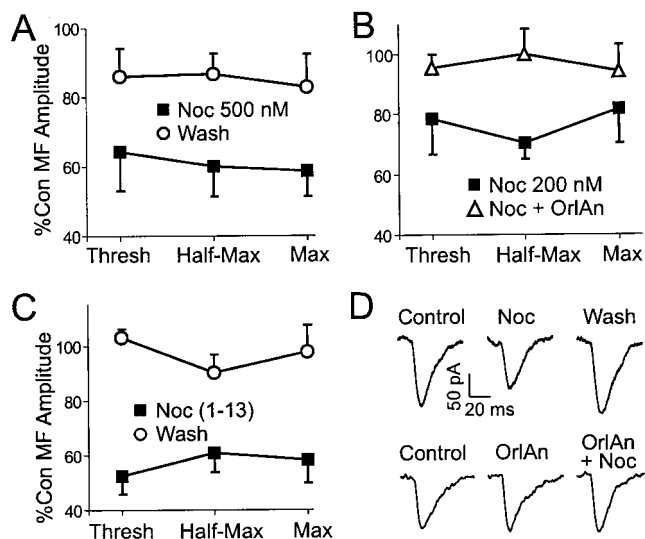 A
%Con MF Amplitude
100
80
60
40
Noc 500 nM
Wash
Thresh Half-Max Max
B
100
80
60
40
Noc 200 nM
Noc + OrlAn
Thresh Half-Max Max
C
%Con MF Amplitude
100
80
60
40
Noc (1-13)
Wash
Thresh Half-Max Max
D
Control Noc Wash
50 pA
20 ms
Control OrlAn OrlAn
+ Noc